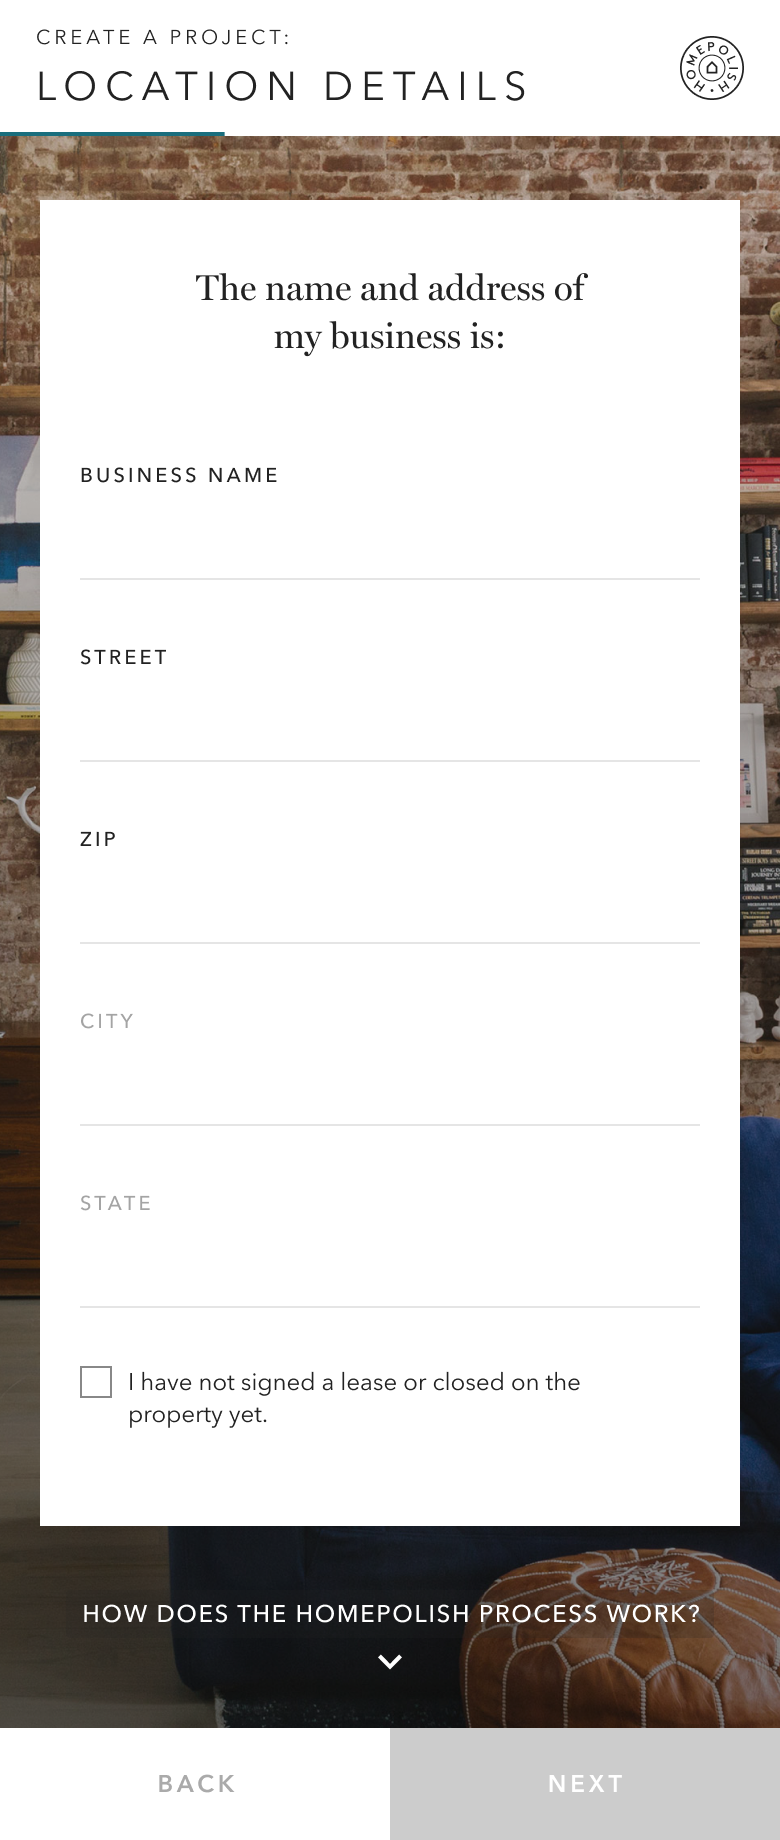 CREATE A PROJECT:
LOCATION DETAILS
HOMEPOLISH
The name and address of
my business is:
BUSINESS NAME
STREET
ZIP
CITY
STATE
I have not signed a lease or closed on the
property yet.
HOW DOES THE HOMEPOLISH PROCESS WORK?
BACK
NEXT